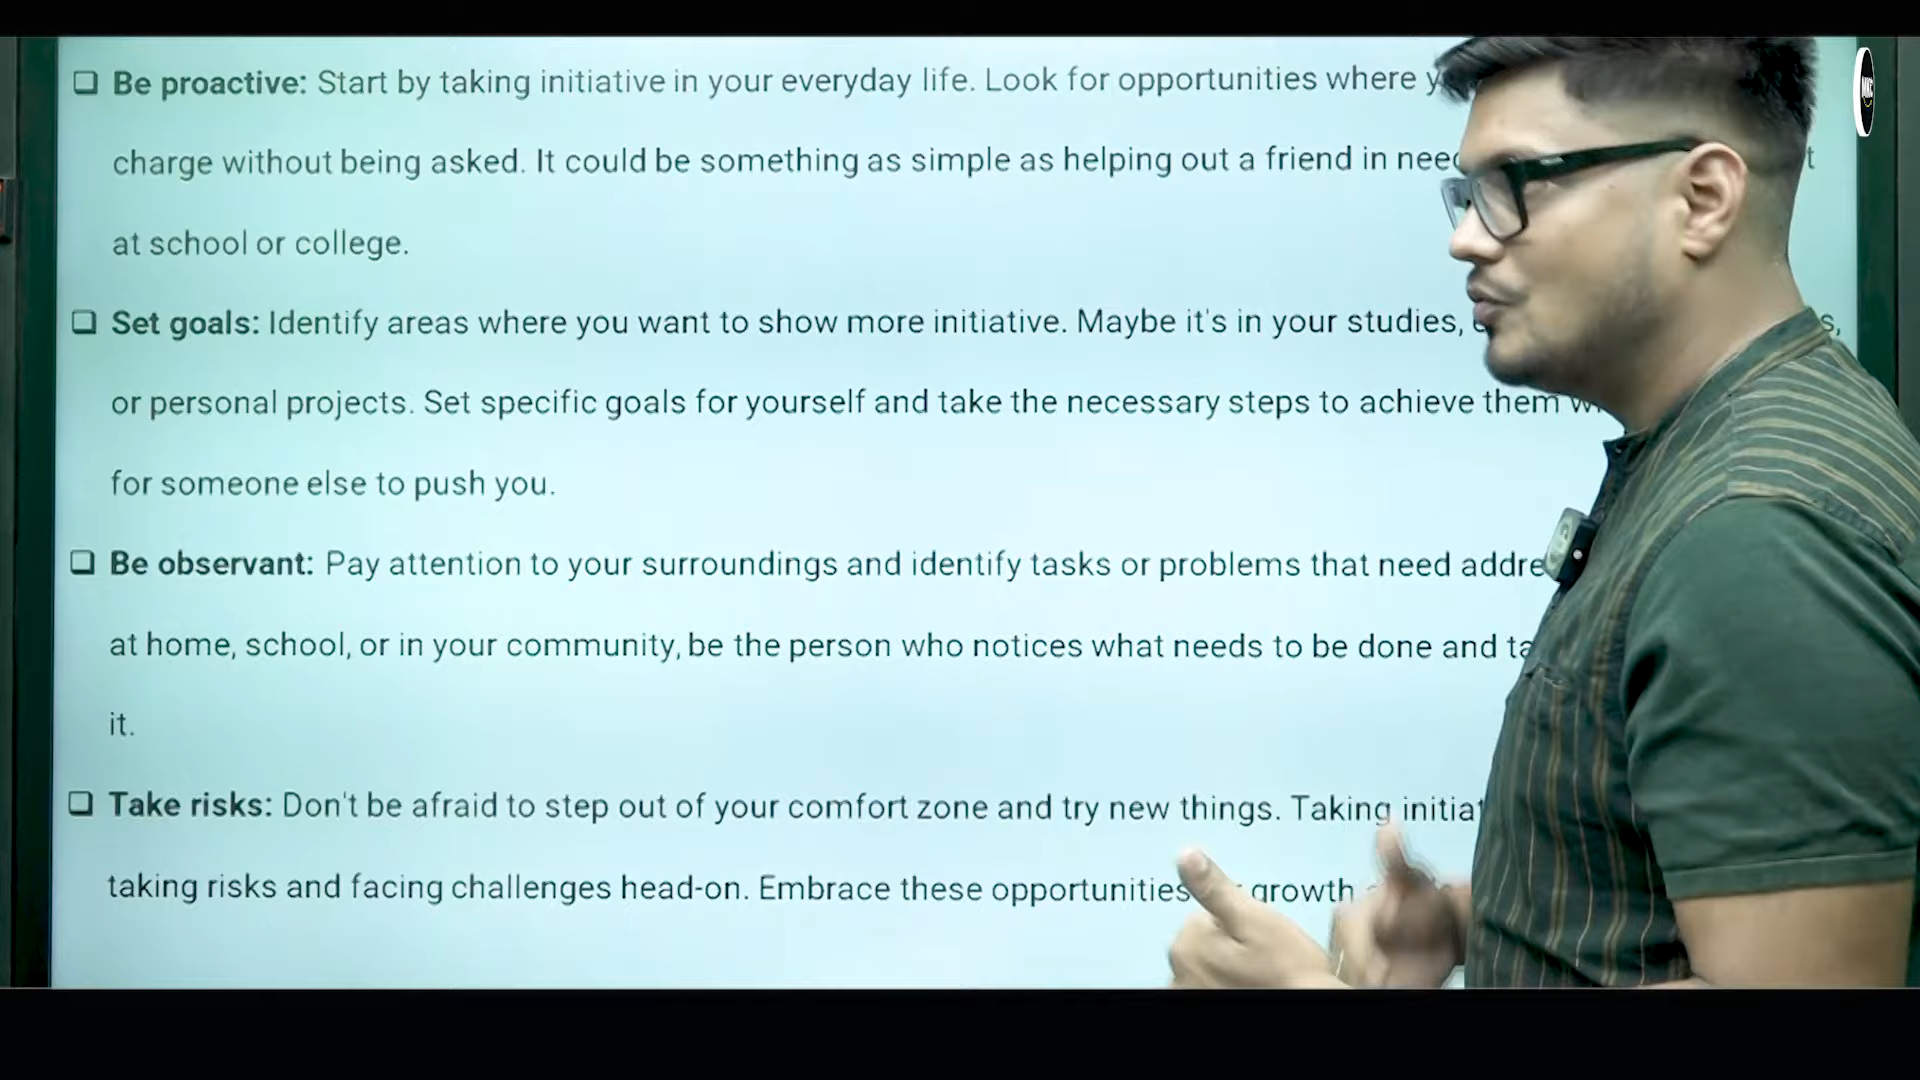 ❑ Be proactive: Start by taking initiative in your everyday life. Look for opportunities where
charge without being asked. It could be something as simple as helping out a friend in
at school or college.
❑ Set goals: Identify areas where you want to show more initiative. Maybe it's in your studies,
or personal projects. Set specific goals for yourself and take the necessary steps to achieve them
for someone else to push you.
❑ Be observant: Pay attention to your surroundings and identify tasks or problems that need
at home, school, or in your community, be the person who notices what needs to be done and
it.
❑ Take risks: Don't be afraid to step out of your comfort zone and try new things. Taking
taking risks and facing challenges head-on. Embrace these opportunities growth